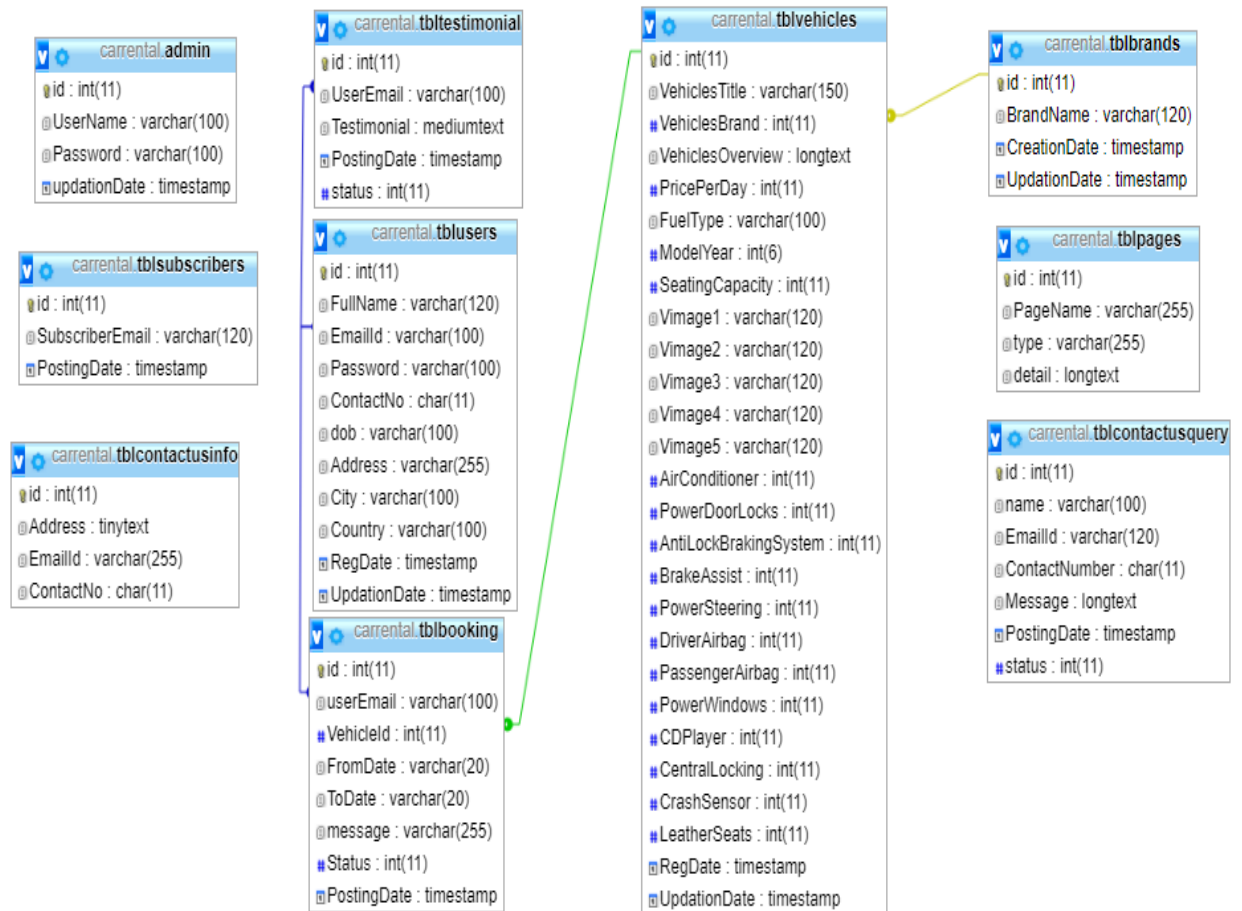 carrental.admin
id : int(11)
UserName : varchar(100)
Password : varchar(100)
updationDate : timestamp
carrental.tblsubscribers
id : int(11)
SubscriberEmail : varchar(120)
PostingDate : timestamp
carrental.tblcontactusinfo
id : int(11)
Address : tinytext
EmailId : varchar(255)
ContactNo : char(11)
carrental.tbltestimonial
id : int(11)
UserEmail : varchar(100)
Testimonial : mediumtext
PostingDate : timestamp
status : int(11)
carrental.tblusers
id : int(11)
FullName : varchar(120)
EmailId : varchar(100)
Password : varchar(100)
ContactNo : char(11)
dob : varchar(100)
Address : varchar(255)
City : varchar(100)
Country : varchar(100)
RegDate : timestamp
UpdationDate : timestamp
carrental.tblbooking
id : int(11)
userEmail : varchar(100)
VehicleId : int(11)
FromDate : varchar(20)
ToDate : varchar(20)
message : varchar(255)
Status : int(11)
PostingDate : timestamp
carrental.tblvehicles
id : int(11)
VehiclesTitle : varchar(150)
VehiclesBrand : int(11)
VehiclesOverview : longtext
PricePerDay : int(11)
FuelType : varchar(100)
ModelYear : int(6)
SeatingCapacity : int(11)
Vimage1 : varchar(120)
Vimage2 : varchar(120)
Vimage3 : varchar(120)
Vimage4 : varchar(120)
Vimage5 : varchar(120)
AirConditioner : int(11)
PowerDoorLocks : int(11)
AntiLockBrakingSystem : int(11)
BrakeAssist : int(11)
PowerSteering : int(11)
DriverAirbag : int(11)
PassengerAirbag : int(11)
PowerWindows : int(11)
CDPlayer : int(11)
CentralLocking : int(11)
CrashSensor : int(11)
LeatherSeats : int(11)
RegDate : timestamp
UpdationDate : timestamp
carrental.tblbrands
id : int(11)
BrandName : varchar(120)
CreationDate : timestamp
UpdationDate : timestamp
carrental.tblpages
id : int(11)
PageName : varchar(255)
type : varchar(255)
detail : longtext
carrental.tblcontactusquery
id : int(11)
name : varchar(100)
EmailId : varchar(120)
ContactNumber : char(11)
Message : longtext
PostingDate : timestamp
status : int(11)